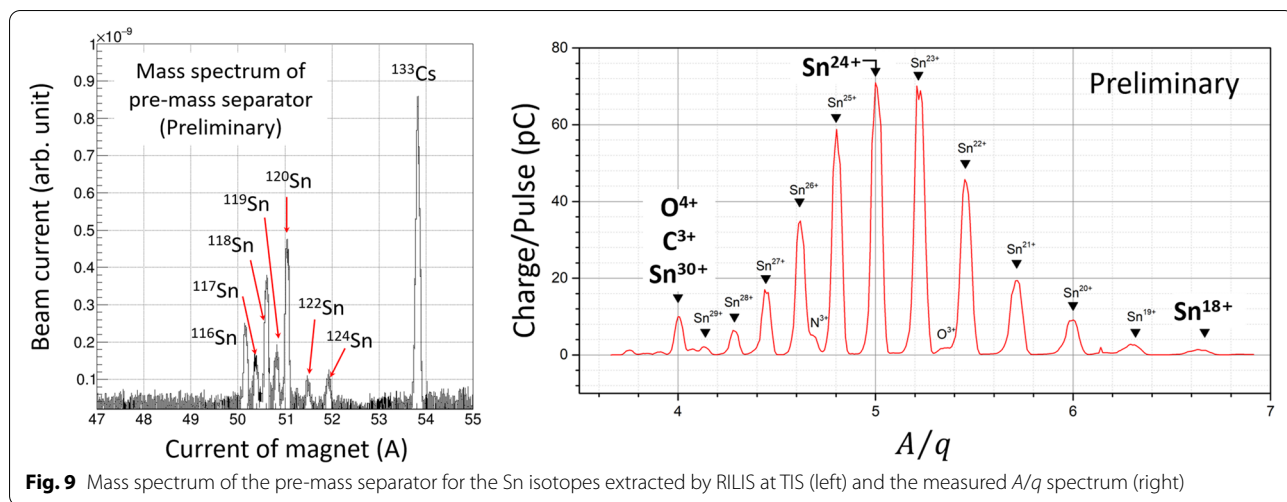 1×10⁻⁹
0.9
0.8
0.7
0.6
0.5
0.4
0.3
0.2
0.1
Beam current (arb. unit)
Mass spectrum of
pre-mass separator
(Preliminary)
¹³³Cs
¹²⁰Sn
¹¹⁹Sn
¹¹⁸Sn
¹¹⁷Sn
¹¹⁶Sn
¹²²Sn
¹²⁴Sn
47 48 49 50 51 52 53 54 55
Current of magnet (A)
80
60
40
20
0
Charge/Pulse (pC)
Preliminary
O⁴⁺
C³⁺
Sn³⁰⁺
Sn²⁹⁺
Sn²⁸⁺
Sn²⁷⁺
Sn²⁶⁺
N³⁺
Sn²⁵⁺
Sn²⁴⁺
Sn²³⁺
O³⁺
Sn²²⁺
Sn²¹⁺
Sn²⁰⁺
Sn¹⁹⁺
Sn¹⁸⁺
4 5 6 7
A/q
Fig. 9 Mass spectrum of the pre-mass separator for the Sn isotopes extracted by RILIS at TIS (left) and the measured A/q spectrum (right)